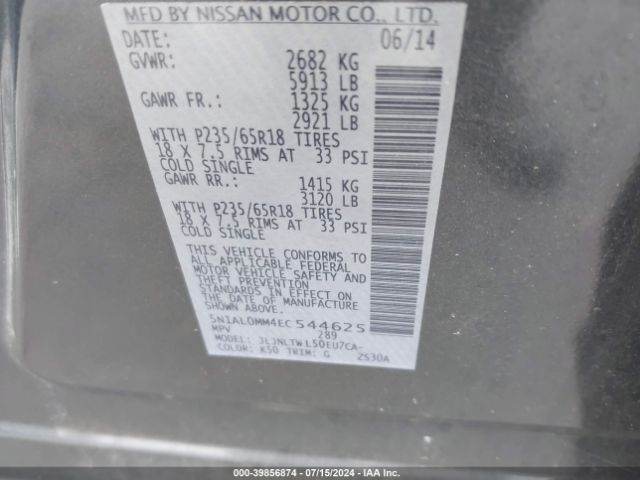 MFD BY NISSAN MOTOR CO., LTD.
DATE: 06/14
GVWR: 2682 KG
5913 LB
GAWR FR.: 1325 KG
2921 LB
WITH P235/65R18 TIRES
18 X 7.5 RIMS AT 33 PSI
COLD SINGLE
GAWR RR.: 1415 KG
3120 LB
WITH P235/65R18 TIRES
18 X 7.5 RIMS AT 33 PSI
COLD SINGLE
THIS VEHICLE CONFORMS TO
ALL APPLICABLE FEDERAL
MOTOR VEHICLE SAFETY AND
THEFT PREVENTION
STANDARDS IN EFFECT ON
THE DATE OF MANUFACTURE
SHOWN ABOVE.
5N1AL0MM4EC544625
MPV 289
MODEL: JLJNLTWL50EU7CA-
COLOR: K50 TRIM: G 2S30A
000-39856874 / 07/15/2024 - IAA Inc.